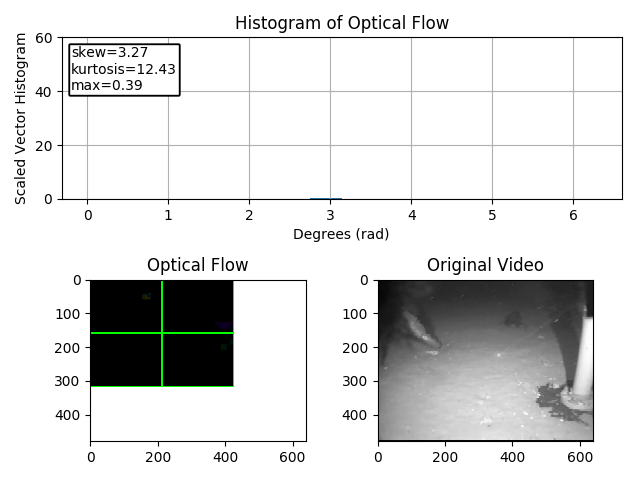 Histogram of Optical Flow
Scaled Vector Histogram
60
40
20
0
skew=3.27
kurtosis=12.43
max=0.39
0 1 2 3 4 5 6
Degrees (rad)
Optical Flow
0
100
200
300
400
0 200 400 600
Original Video
0
100
200
300
400
0 200 400 600